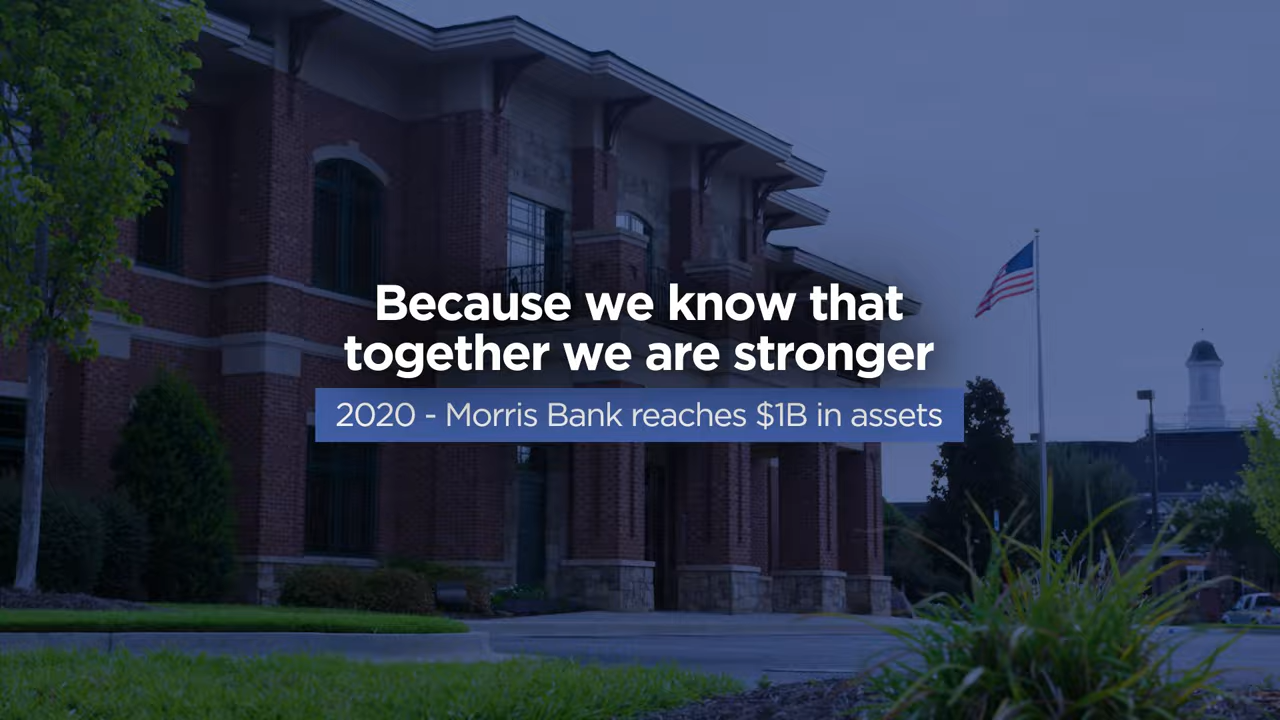 Because we know that
together we are stronger
2020 - Morris Bank reaches $1B in assets